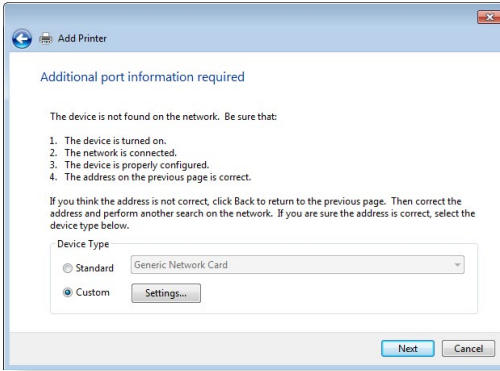 Add Printer
Additional port information required
The device is not found on the network.  Be sure that:
1.  The device is turned on.
2.  The network is connected.
3.  The device is properly configured.
4.  The address on the previous page is correct.
If you think the address is not correct, click Back to return to the previous page.  Then correct the
address and perform another search on the network.  If you are sure the address is correct, select the
device type below.
Device Type
Standard
Generic Network Card
Custom
Settings...
Next
Cancel